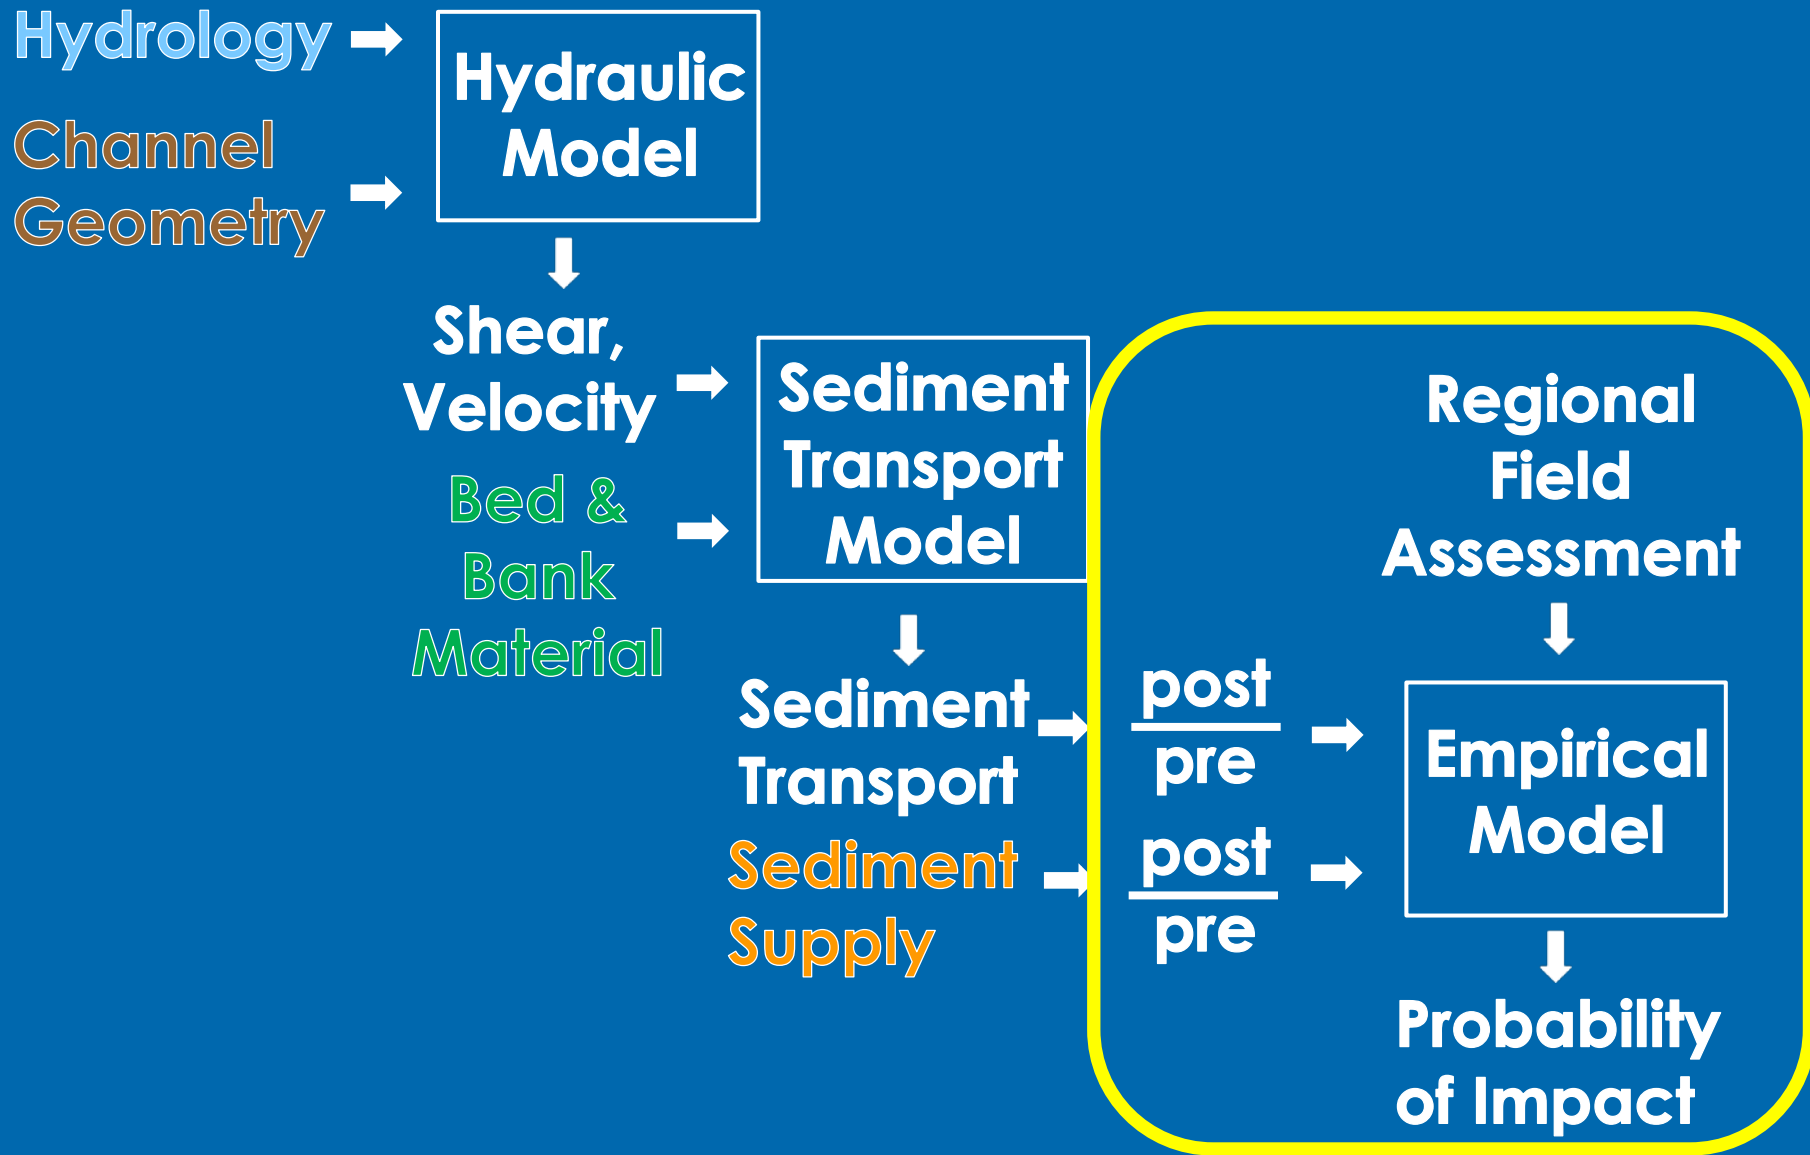 Hydrology
Channel
Geometry
Hydraulic
Model
Shear,
Velocity
Bed &
Bank
Material
Sediment
Transport
Model
Sediment
Transport
Sediment
Supply
post
pre
post
pre
Regional
Field
Assessment
Empirical
Model
Probability
of Impact